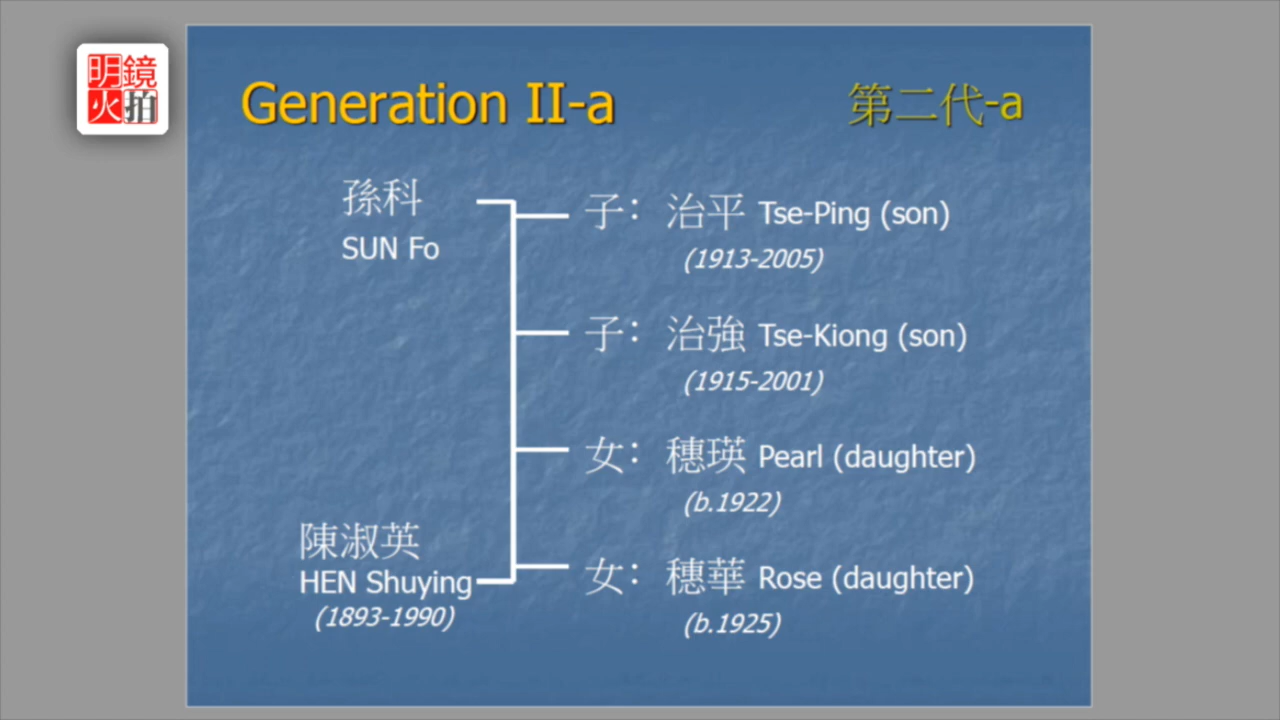 明鏡
火拍
Generation II-a
第二代-a
孫科
SUN Fo
子：治平 Tse-Ping (son)
(1913-2005)
子：治強 Tse-Kiong (son)
(1915-2001)
女：穗瑛 Pearl (daughter)
(b.1922)
陳淑英
HEN Shuying
(1893-1990)
女：穗華 Rose (daughter)
(b.1925)